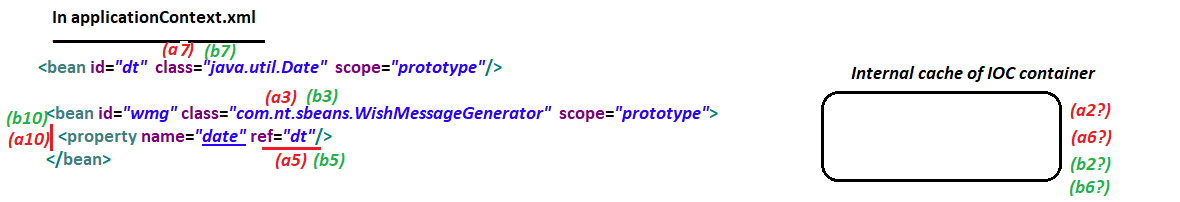 In applicationContext.xml
(a7) (b7)
<bean id="dt" class="java.util.Date" scope="prototype"/>
Internal cache of IOC container
(a3) (b3)
(b10) <bean id="wmg" class="com.nt.sbeans.WishMessageGenerator" scope="prototype">
(a10) <property name="date" ref="dt"/>
</bean>
(a5) (b5)
(a2?)
(a6?)
(b2?)
(b6?)